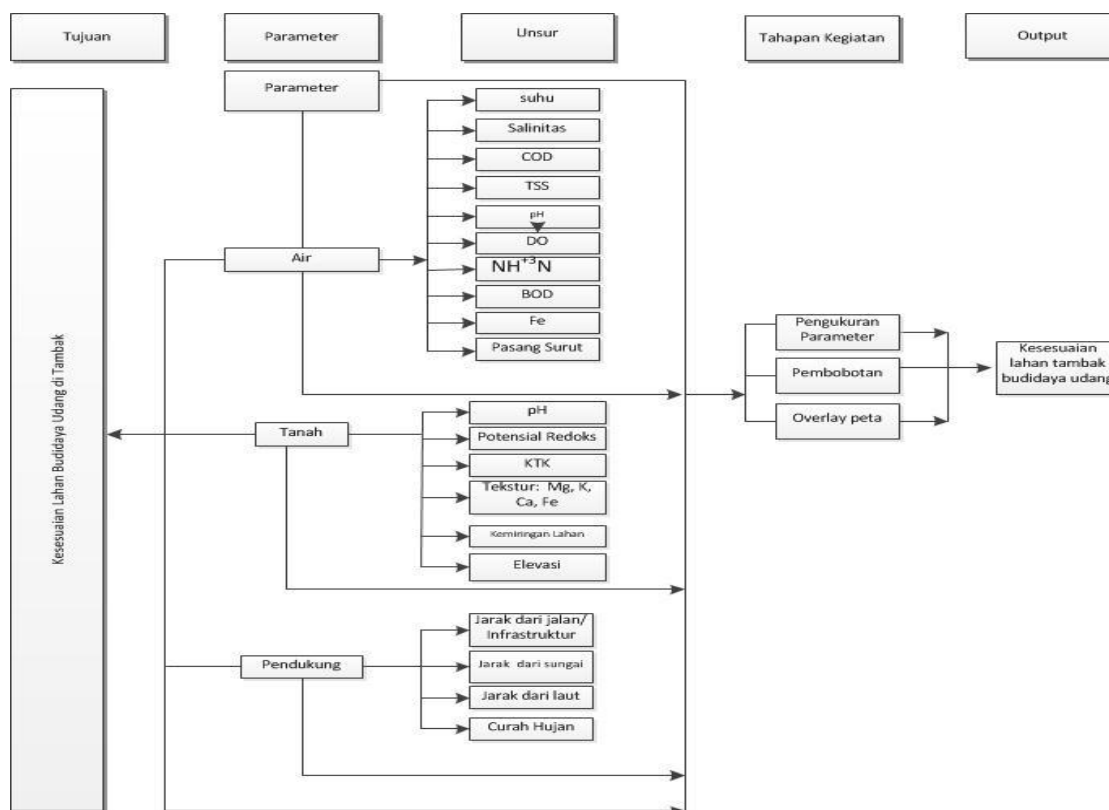 Tujuan
Parameter
Unsur
Tahapan Kegiatan
Output
Kesesuaian Lahan Budidaya Udang di Tambak
Parameter
Air
suhu
Salinitas
COD
TSS
pH
DO
NH⁺³N
BOD
Fe
Pasang Surut
Tanah
pH
Potensial Redoks
KTK
Tekstur: Mg, K,
Ca, Fe
Kemiringan Lahan
Elevasi
Pendukung
Jarak dari jalan/
Infrastruktur
Jarak dari sungai
Jarak dari laut
Curah Hujan
Pengukuran
Parameter
Pembobotan
Overlay peta
Kesesuaian
lahan tambak
budidaya udang